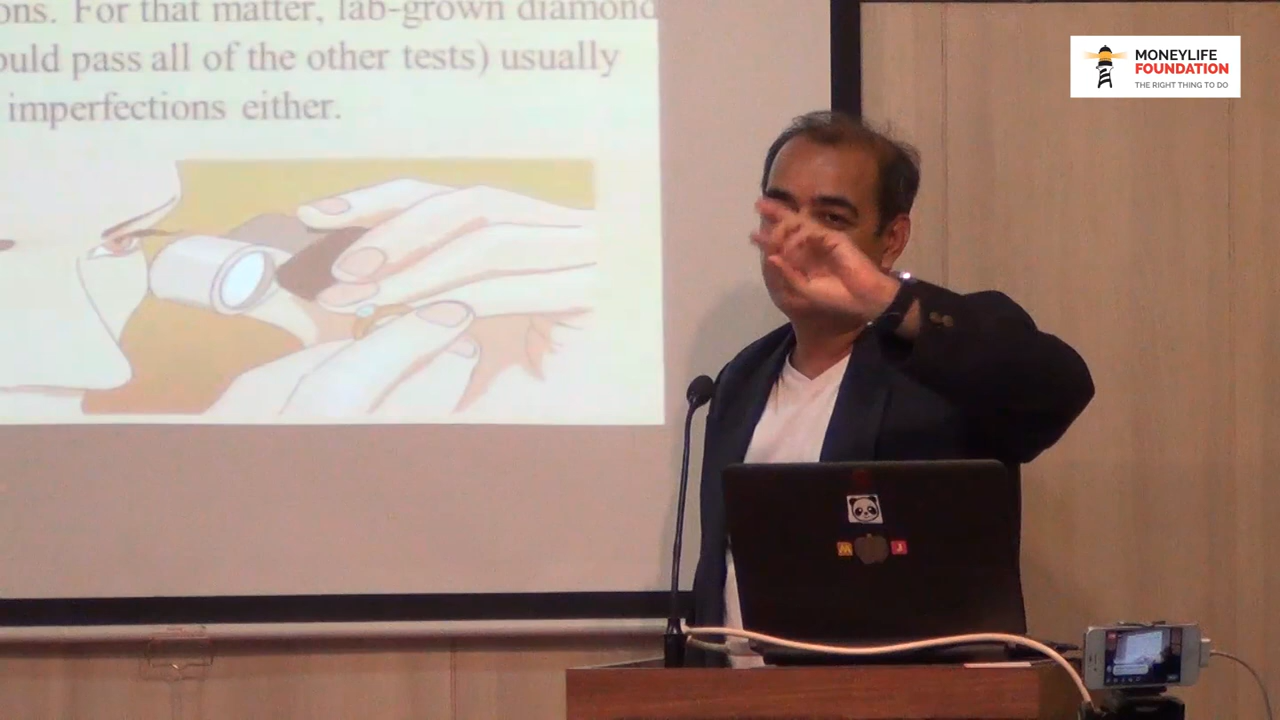 ons. For that matter, lab-grown diamond
ould pass all of the other tests) usually
imperfections either.
MONEYLIFE
FOUNDATION
THE RIGHT THING TO DO
M
J